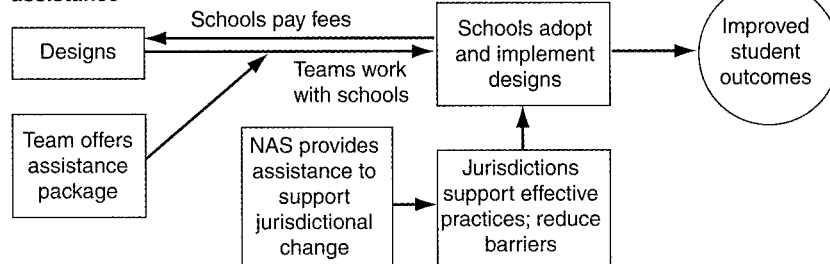 assistance
Schools pay fees
Designs
Teams work
with schools
Schools adopt
and implement
designs
Improved
student
outcomes
Team offers
assistance
package
NAS provides
assistance to
support
jurisdictional
change
Jurisdictions
support effective
practices; reduce
barriers